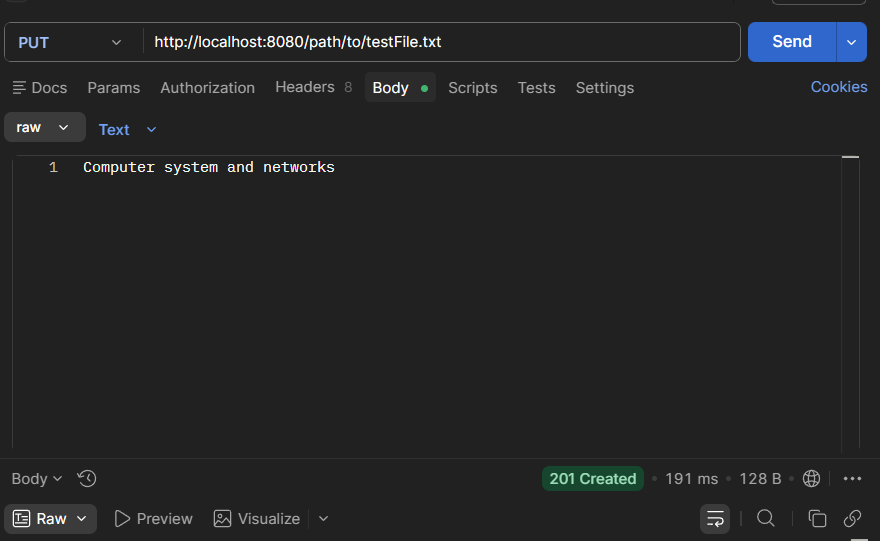 PUT http://localhost:8080/path/to/testFile.txt Send
Docs Params Authorization Headers 8 Body Scripts Tests Settings Cookies
raw Text
1 Computer system and networks
Body 201 Created 191 ms 128 B
Raw Preview Visualize